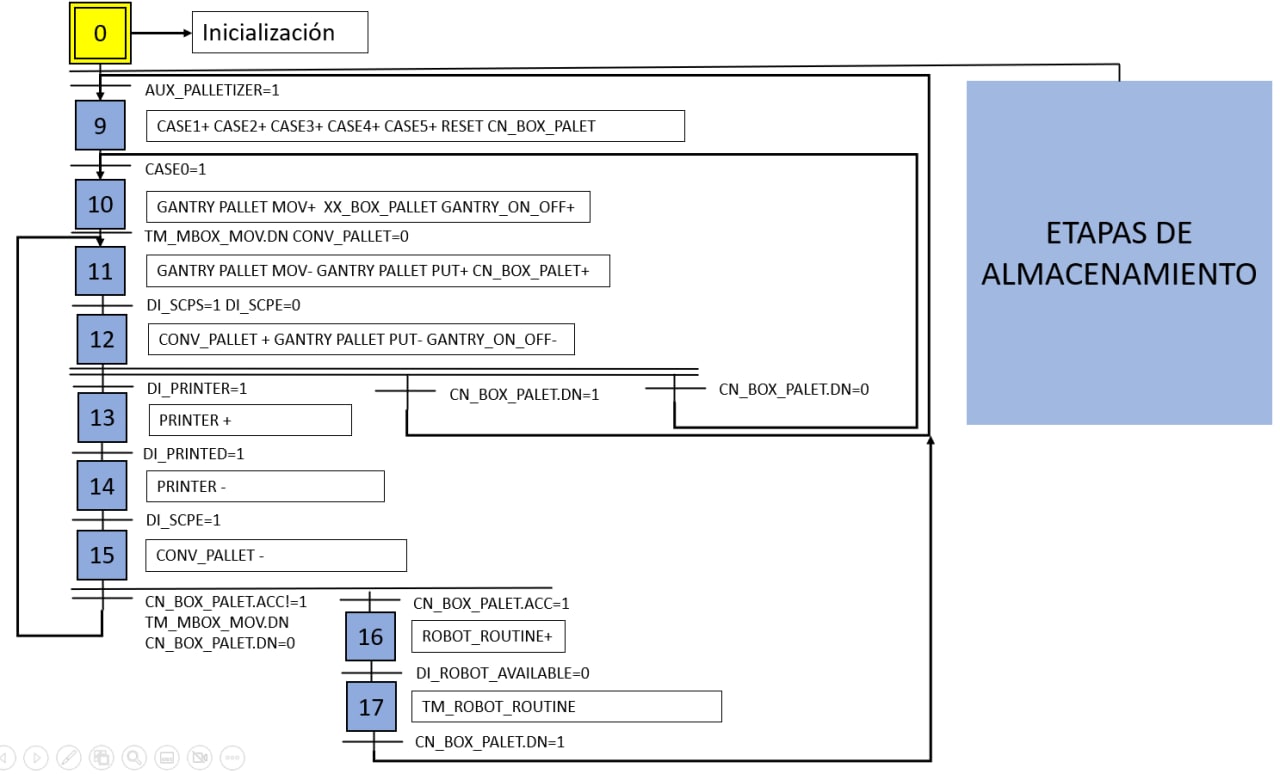 0
Inicialización
AUX_PALLETIZER=1
9
CASE1+ CASE2+ CASE3+ CASE4+ CASE5+ RESET CN_BOX_PALET
CASE0=1
10
GANTRY PALLET MOV+ XX_BOX_PALLET GANTRY_ON_OFF+
TM_MBOX_MOV.DN CONV_PALLET=0
11
GANTRY PALLET MOV- GANTRY PALLET PUT+ CN_BOX_PALET+
DI_SCPS=1 DI_SCPE=0
12
CONV_PALLET + GANTRY PALLET PUT- GANTRY_ON_OFF-
DI_PRINTER=1
CN_BOX_PALET.DN=1
CN_BOX_PALET.DN=0
13
PRINTER +
DI_PRINTED=1
14
PRINTER -
DI_SCPE=1
15
CONV_PALLET -
CN_BOX_PALET.ACC!=1
TM_MBOX_MOV.DN
CN_BOX_PALET.DN=0
CN_BOX_PALET.ACC=1
16
ROBOT_ROUTINE+
DI_ROBOT_AVAILABLE=0
17
TM_ROBOT_ROUTINE
CN_BOX_PALET.DN=1
ETAPAS DE
ALMACENAMIENTO